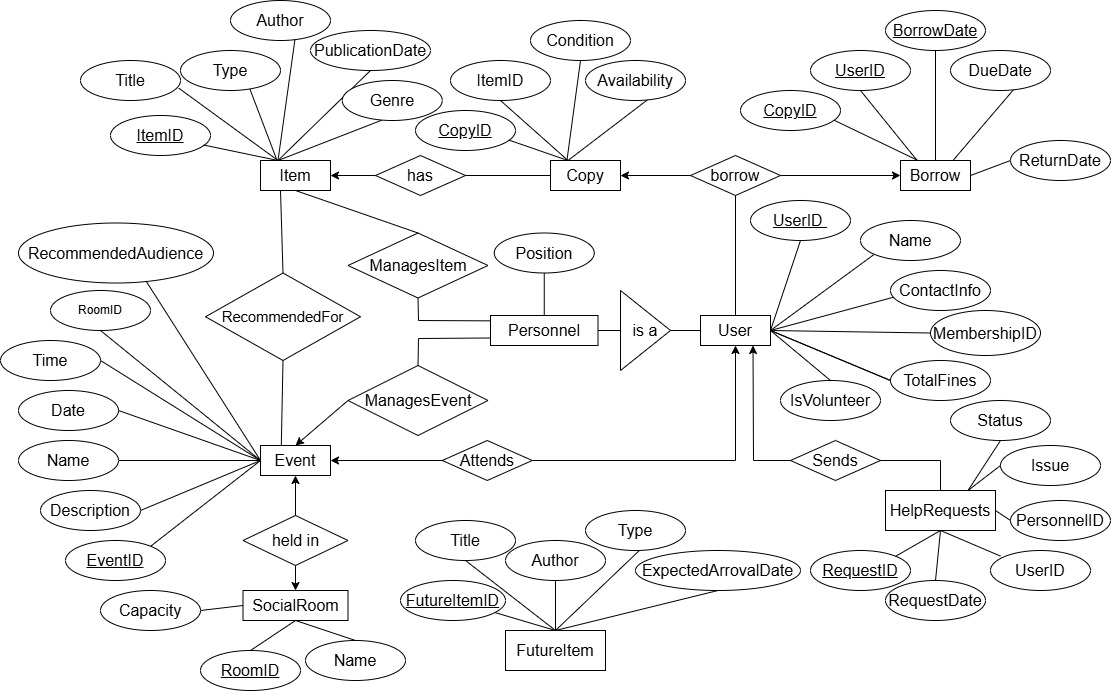 Author
Condition
BorrowDate
PublicationDate
Title
Type
ItemID
Availability
UserID
DueDate
Genre
CopyID
ItemID
CopyID
ReturnDate
Item
has
Copy
borrow
Borrow
UserID
Name
RecommendedAudience
ManagesItem
Position
ContactInfo
RoomID
RecommendedFor
Personnel
is a
User
MembershipID
Time
TotalFines
Date
ManagesEvent
IsVolunteer
Status
Name
Event
Attends
Sends
Issue
Description
HelpRequests
PersonnelID
EventID
held in
Title
Author
Type
ExpectedArrovalDate
RequestID
UserID
Capacity
SocialRoom
FutureItemID
RequestDate
RoomID
Name
FutureItem